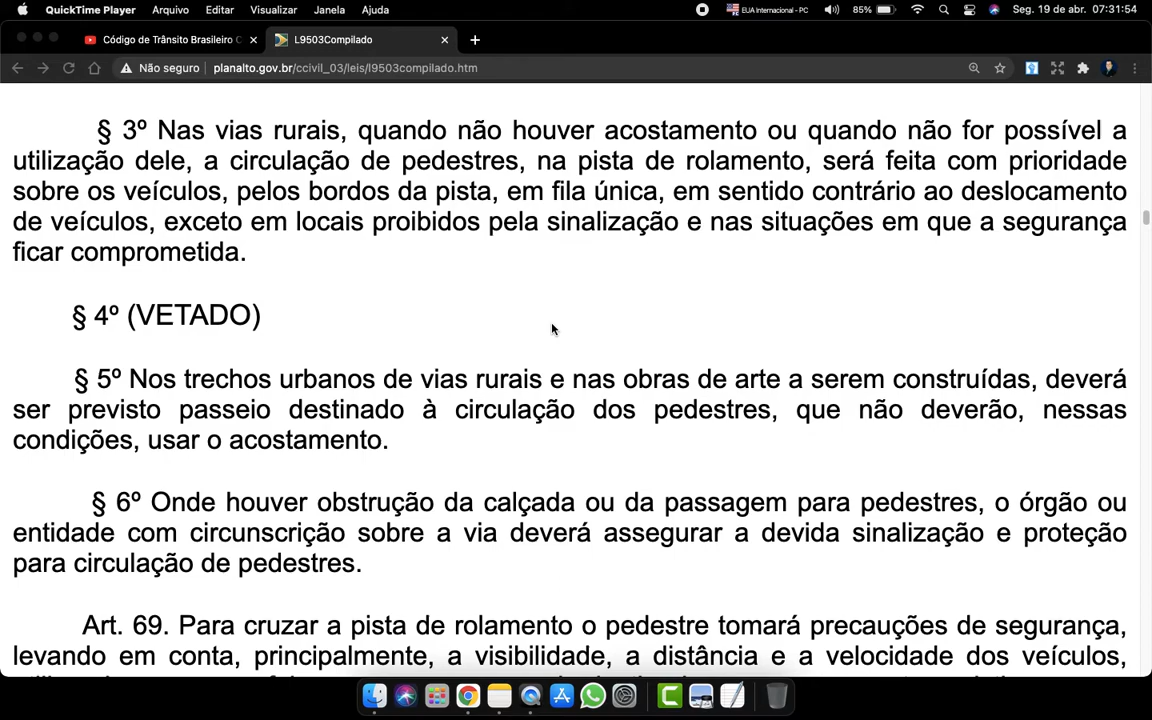 QuickTime Player Arquivo Editar Visualizar Janela Ajuda EUA Internacional - PC 85% Seg. 19 de abr. 07:31:54
Código de Trânsito Brasileiro L9503Compilado
Não seguro planalto.gov.br/ccivil_03/leis/l9503compilado.htm
§ 3º Nas vias rurais, quando não houver acostamento ou quando não for possível a
utilização dele, a circulação de pedestres, na pista de rolamento, será feita com prioridade
sobre os veículos, pelos bordos da pista, em fila única, em sentido contrário ao deslocamento
de veículos, exceto em locais proibidos pela sinalização e nas situações em que a segurança
ficar comprometida.
§ 4º (VETADO)
§ 5º Nos trechos urbanos de vias rurais e nas obras de arte a serem construídas, deverá
ser previsto passeio destinado à circulação dos pedestres, que não deverão, nessas
condições, usar o acostamento.
§ 6º Onde houver obstrução da calçada ou da passagem para pedestres, o órgão ou
entidade com circunscrição sobre a via deverá assegurar a devida sinalização e proteção
para circulação de pedestres.
Art. 69. Para cruzar a pista de rolamento o pedestre tomará precauções de segurança,
levando em conta, principalmente, a visibilidade, a distância e a velocidade dos veículos,